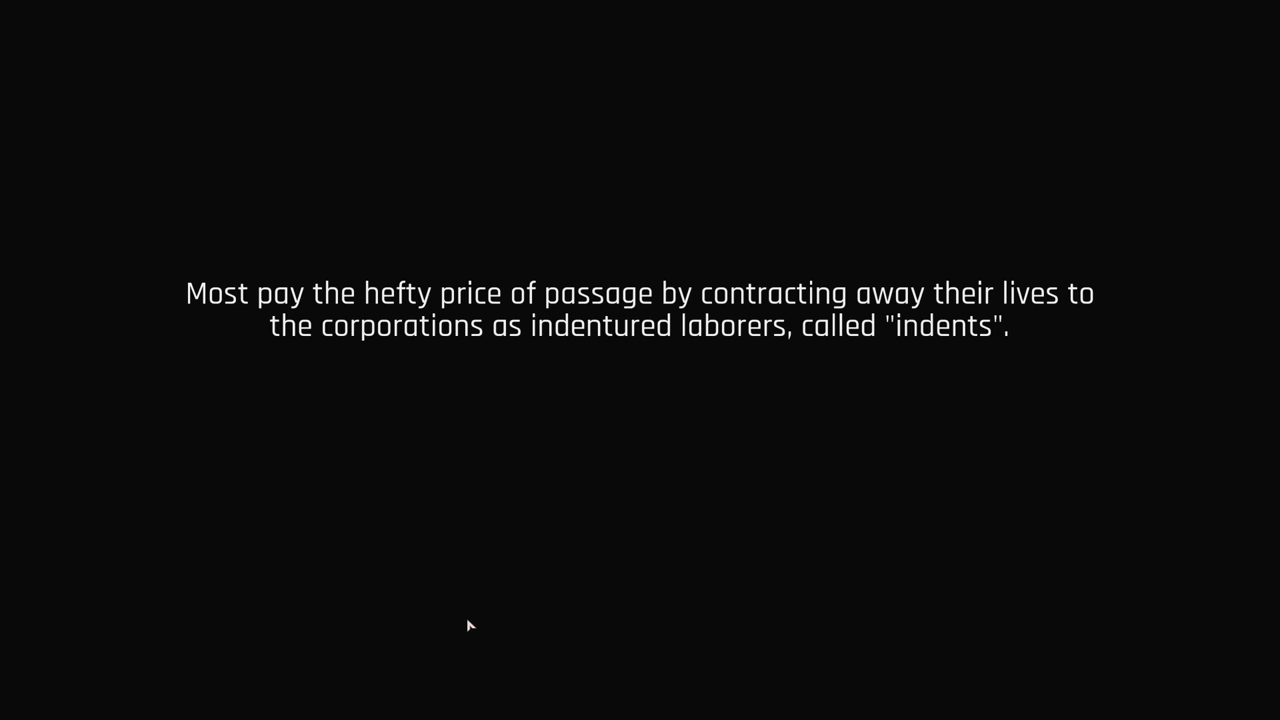 Most pay the hefty price of passage by contracting away their lives to
the corporations as indentured laborers, called "indents".